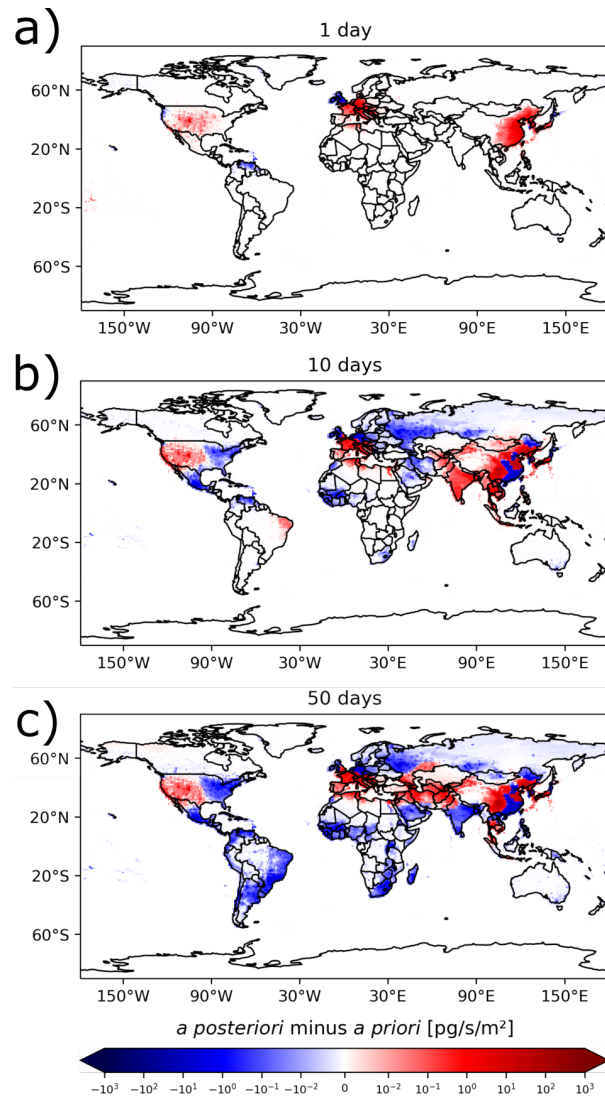 a)
1 day
60°N
20°N
20°S
60°S
150°W 90°W 30°W 30°E 90°E 150°E
b)
10 days
60°N
20°N
20°S
60°S
150°W 90°W 30°W 30°E 90°E 150°E
c)
50 days
60°N
20°N
20°S
60°S
150°W 90°W 30°W 30°E 90°E 150°E
a posteriori minus a priori [pg/s/m²]
−10³ −10² −10¹ −10⁰ −10⁻¹ −10⁻² 0 10⁻² 10⁻¹ 10⁰ 10¹ 10² 10³